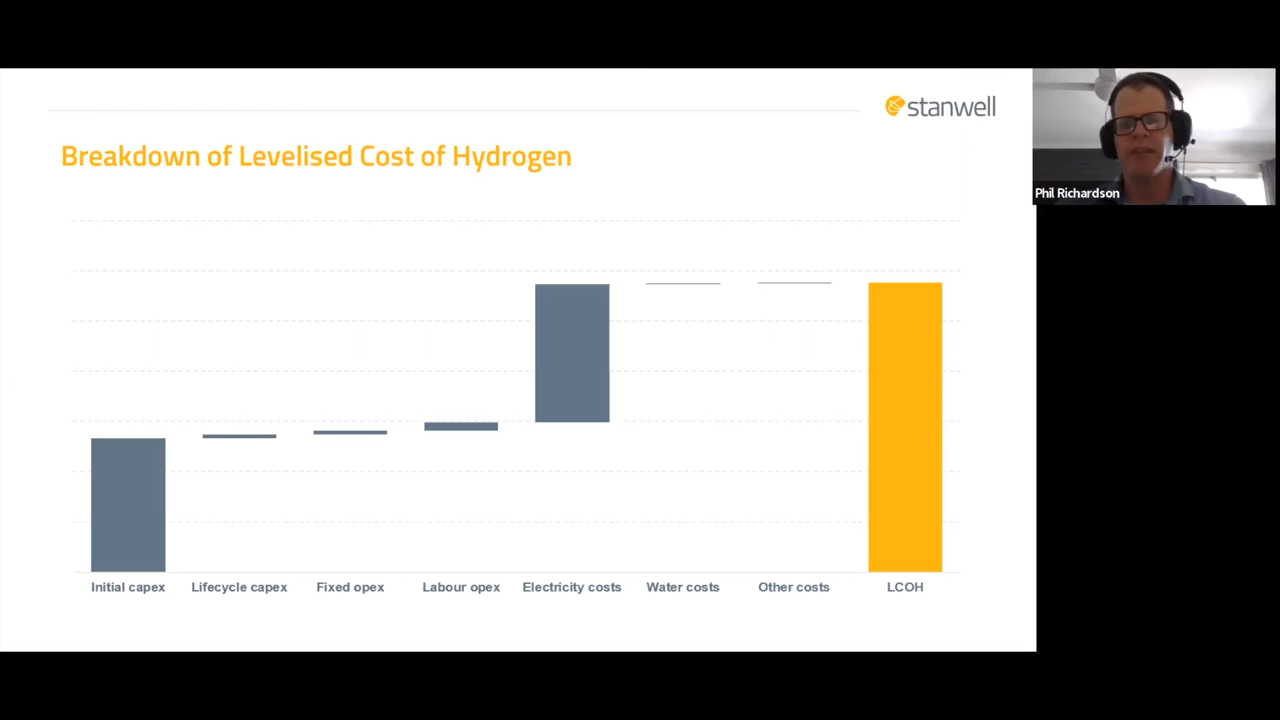 stanwell
Breakdown of Levelised Cost of Hydrogen
Phil Richardson
Initial capex Lifecycle capex Fixed opex Labour opex Electricity costs Water costs Other costs LCOH